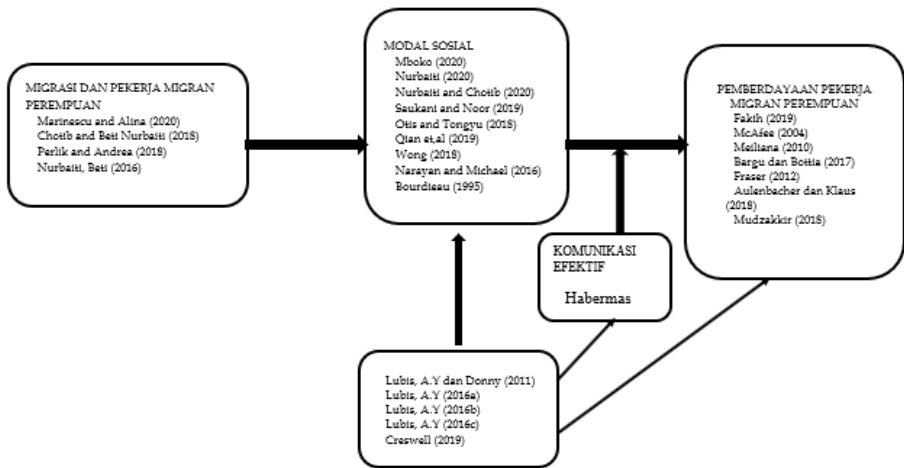 MIGRASI DAN PEKERJA MIGRAN
PEREMPUAN
Marinescu and Alina (2020)
Chotib and Beti Nurbaiti (2018)
Perlik and Andrea (2018)
Nurbaiti, Beti (2016)
MODAL SOSIAL
Mboko (2020)
Nurbaiti (2020)
Nurbaiti and Chotib (2020)
Saukani and Noor (2019)
Otis and Tongyu (2018)
Qian et,al (2019)
Wong (2018)
Narayan and Michael (2016)
Bourdieau (1995)
PEMBERDAYAAN PEKERJA
MIGRAN PEREMPUAN
Fakih (2019)
McAfee (2004)
Meiliana (2010)
Bargu dan Bottia (2017)
Fraser (2012)
Aulenbacher dan Klaus
(2018)
Mudzakkir (2018)
KOMUNIKASI
EFEKTIF
Habermas
Lubis, A.Y dan Donny (2011)
Lubis, A.Y (2016a)
Lubis, A.Y (2016b)
Lubis, A.Y (2016c)
Creswell (2019)